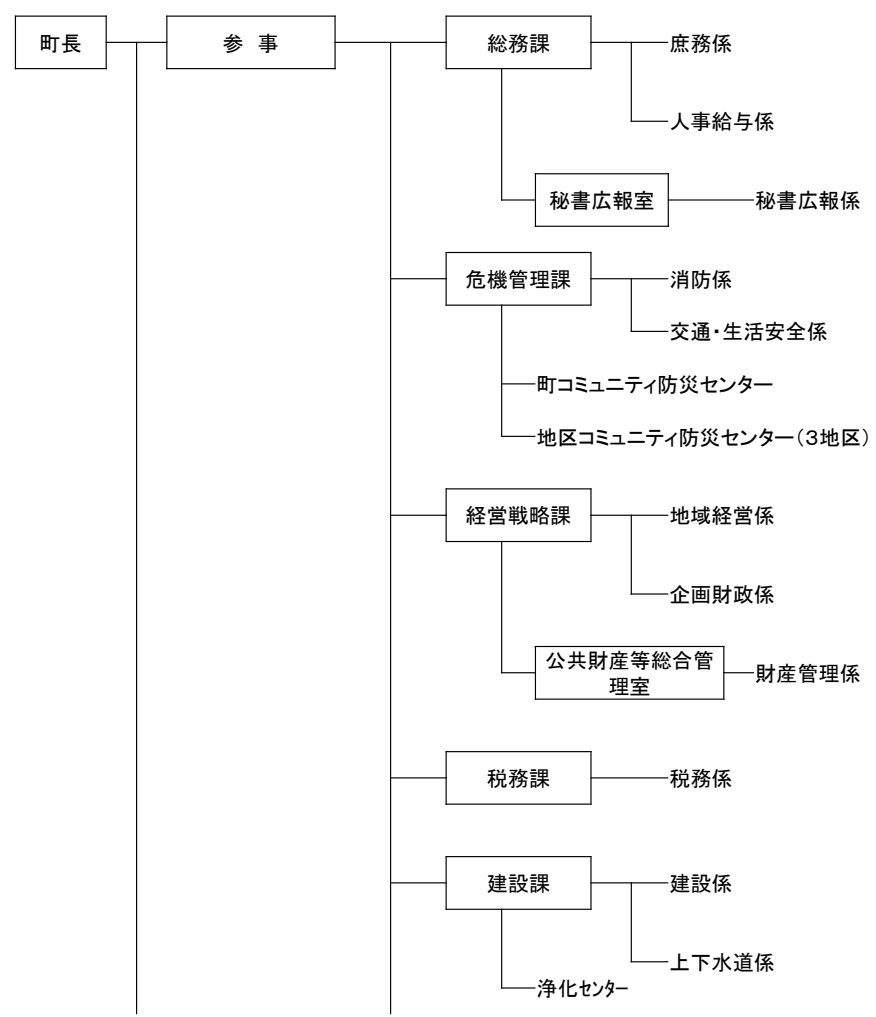 町長
参 事
総務課
庶務係
人事給与係
秘書広報室
秘書広報係
危機管理課
消防係
交通・生活安全係
町コミュニティ防災センター
地区コミュニティ防災センター（３地区）
経営戦略課
地域経営係
企画財政係
公共財産等総合管
理室
財産管理係
税務課
税務係
建設課
建設係
上下水道係
浄化センター